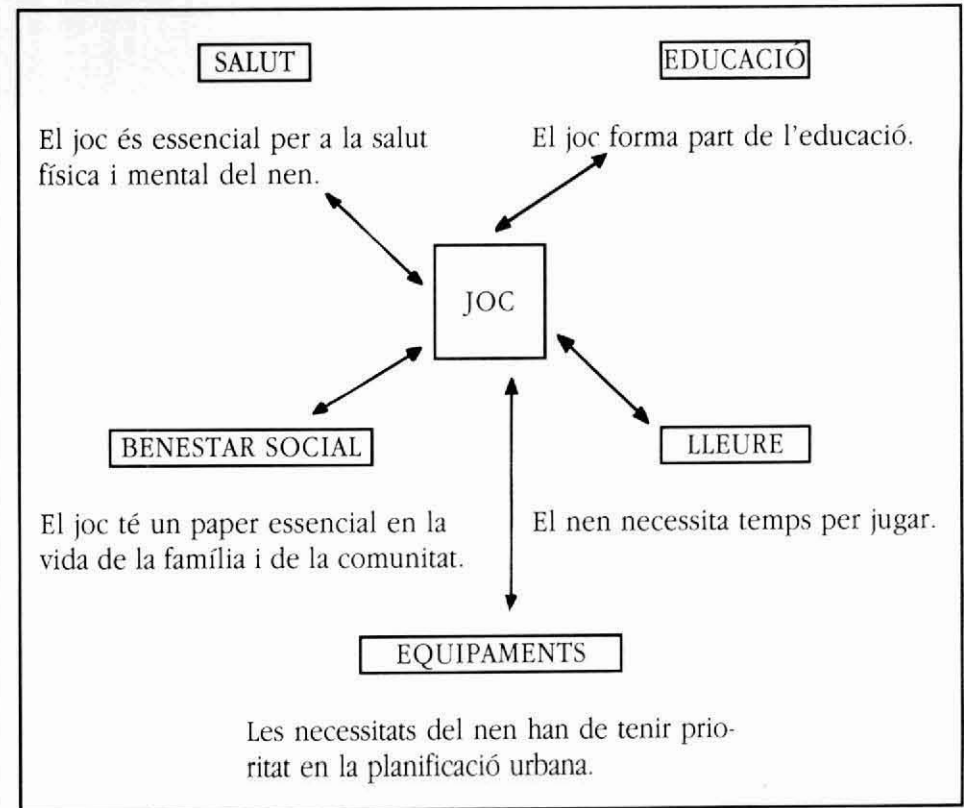 SALUT
El joc és essencial per a la salut
física i mental del nen.
EDUCACIÓ
El joc forma part de l'educació.
JOC
BENESTAR SOCIAL
El joc té un paper essencial en la
vida de la família i de la comunitat.
LLEURE
El nen necessita temps per jugar.
EQUIPAMENTS
Les necessitats del nen han de tenir prio-
ritat en la planificació urbana.